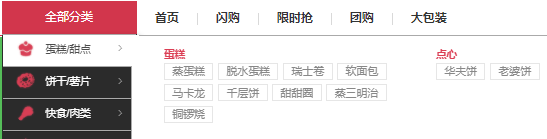 全部分类 首页 闪购 限时抢 团购 大包装
蛋糕/甜点
饼干/薯片
快食/肉类
蛋糕
蒸蛋糕 脱水蛋糕 瑞士卷 软面包
马卡龙 千层饼 甜甜圈 蒸三明治
铜锣烧
点心
华夫饼 老婆饼